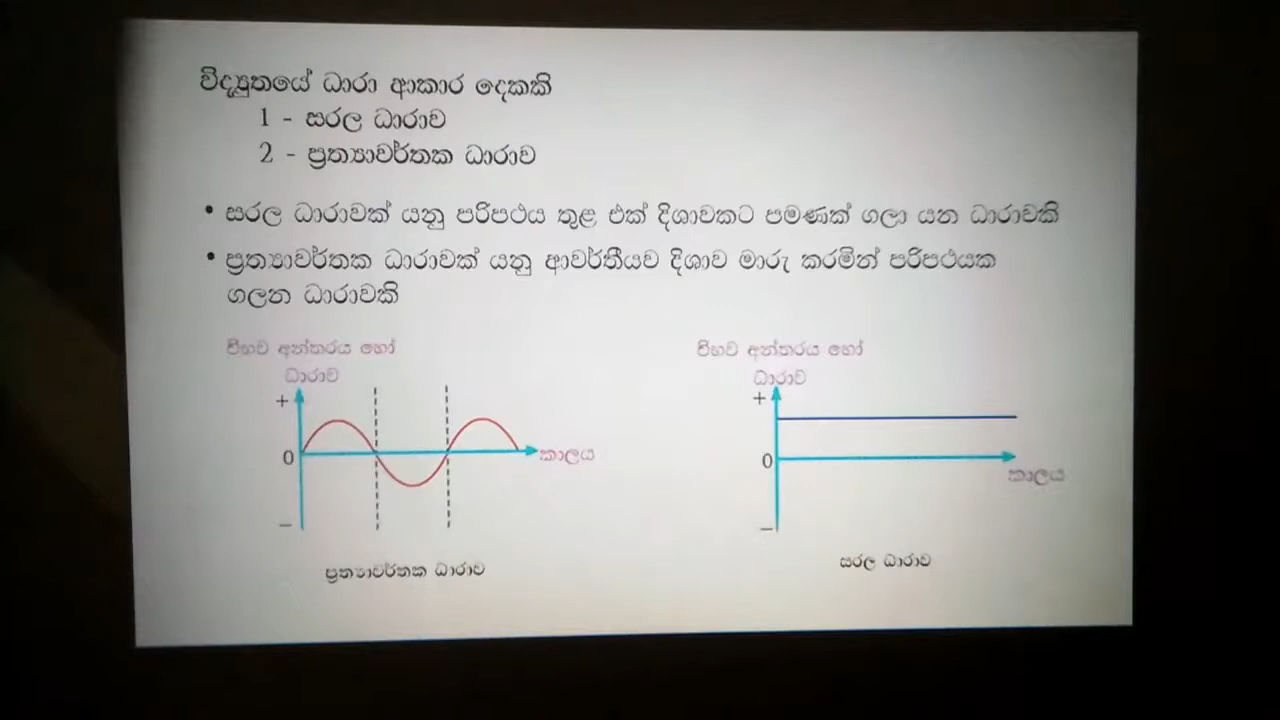 විද්‍යුතයේ ධාරා ආකාර දෙකකි
1 - සරල ධාරාව
2 - ප්‍රත්‍යාවර්තක ධාරාව
• සරල ධාරාවක් යනු පරිපථය තුළ එක් දිශාවකට පමණක් ගලා යන ධාරාවකි
• ප්‍රත්‍යාවර්තක ධාරාවක් යනු ආවර්තීයව දිශාව මාරු කරමින් පරිපථයක
ගලන ධාරාවකි
විභව අන්තරය හෝ
ධාරාව
+
0
−
කාලය
ප්‍රත්‍යාවර්තක ධාරාව
විභව අන්තරය හෝ
ධාරාව
+
0
−
කාලය
සරල ධාරාව